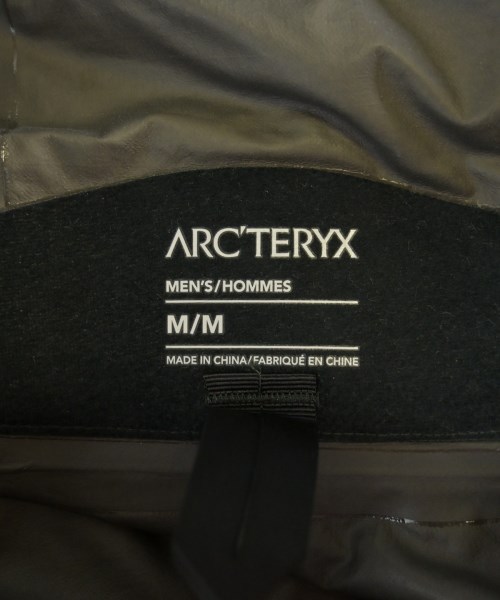 ARC'TERYX
MEN'S/HOMMES
M/M
MADE IN CHINA/FABRIQUÉ EN CHINE